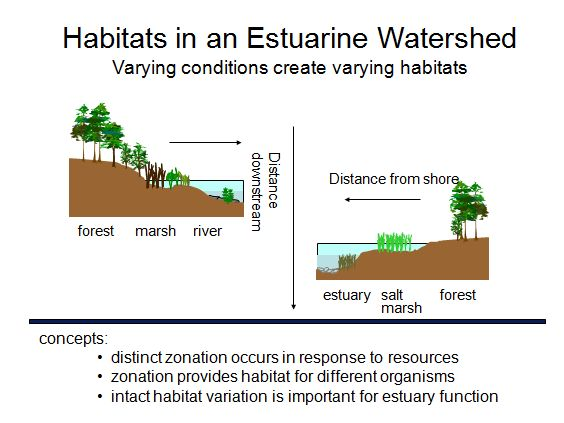 Habitats in an Estuarine Watershed
Varying conditions create varying habitats
Distance
downstream
Distance from shore
forest marsh river
estuary salt forest
marsh
concepts:
• distinct zonation occurs in response to resources
• zonation provides habitat for different organisms
• intact habitat variation is important for estuary function